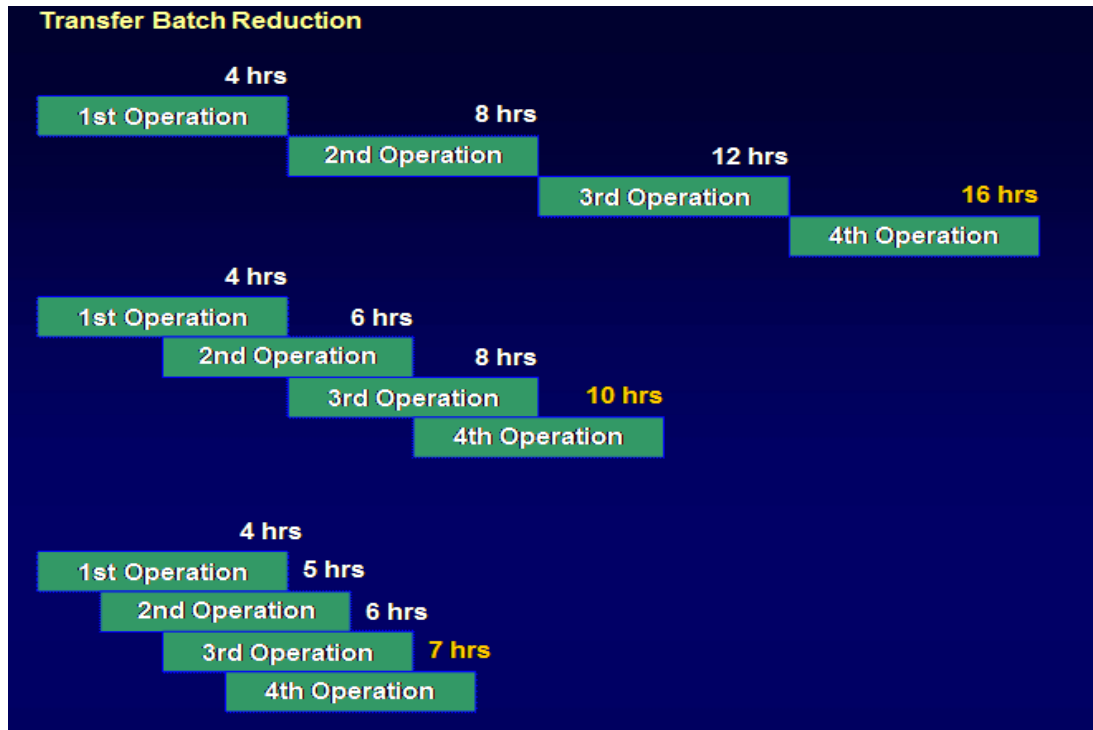 Transfer Batch Reduction
4 hrs
1st Operation
8 hrs
2nd Operation
12 hrs
3rd Operation
16 hrs
4th Operation
4 hrs
1st Operation
6 hrs
2nd Operation
8 hrs
3rd Operation
10 hrs
4th Operation
4 hrs
1st Operation
5 hrs
2nd Operation
6 hrs
3rd Operation
7 hrs
4th Operation